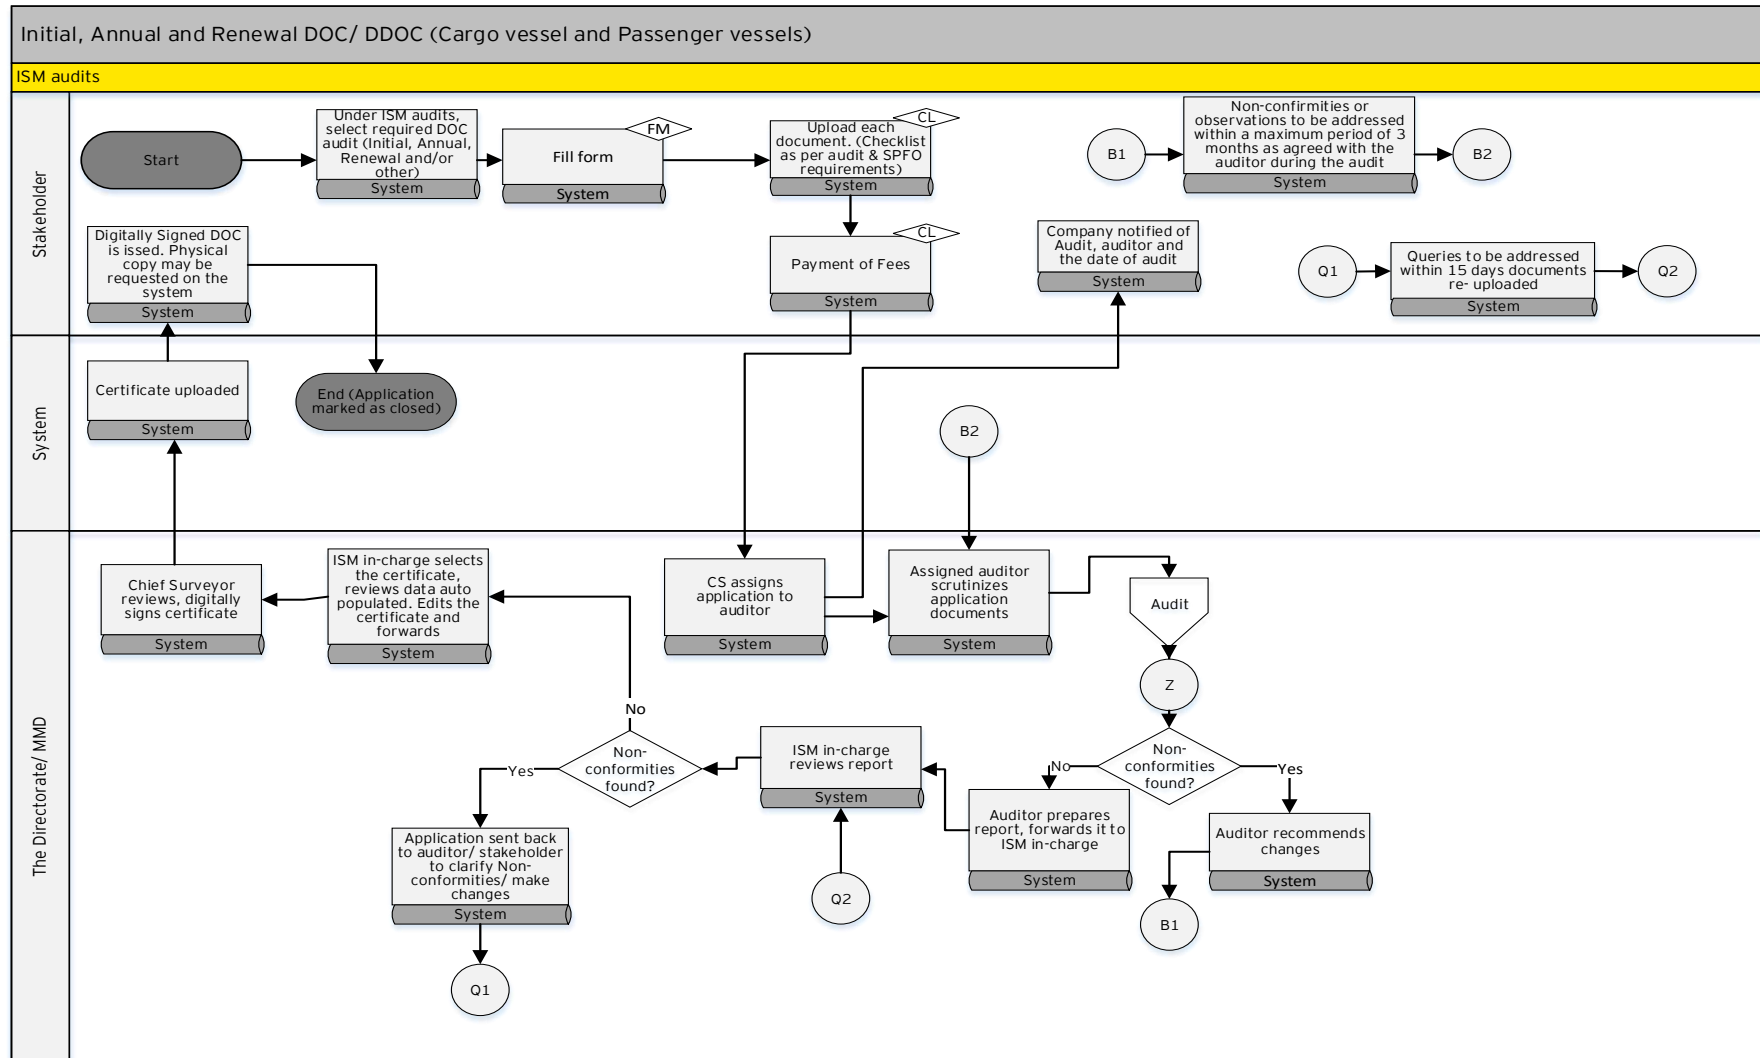 Initial, Annual and Renewal DOC/ DDOC (Cargo vessel and Passenger vessels)
ISM audits
Stakeholder
Start
Under ISM audits,
select required DOC
audit (Initial, Annual,
Renewal and/or
other)
System
FM
Fill form
System
CL
Upload each
document. (Checklist
as per audit & SPFO
requirements)
System
B1
Non-confirmities or
observations to be addressed
within a maximum period of 3
months as agreed with the
auditor during the audit
System
B2
Digitally Signed DOC
is issed. Physical
copy may be
requested on the
system
System
CL
Payment of Fees
System
Company notified of
Audit, auditor and
the date of audit
System
Q1
Queries to be addressed
within 15 days documents
re- uploaded
System
Q2
System
Certificate uploaded
System
End (Application
marked as closed)
B2
The Directorate/ MMD
Chief Surveyor
reviews, digitally
signs certificate
System
ISM in-charge selects
the certificate,
reviews data auto
populated. Edits the
certificate and
forwards
System
CS assigns
application to
auditor
System
Assigned auditor
scrutinizes
application
documents
System
Audit
Z
No
Non-
conformities
found?
Yes
ISM in-charge
reviews report
System
Non-
conformities
found?
No
Yes
Application sent back
to auditor/ stakeholder
to clarify Non-
conformities/ make
changes
System
Q1
Q2
Auditor prepares
report, forwards it to
ISM in-charge
System
Auditor recommends
changes
System
B1